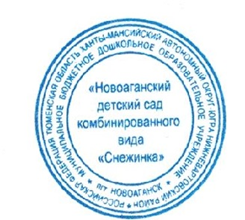 РОССИЙСКАЯ ФЕДЕРАЦИЯ ТЮМЕНСКАЯ ОБЛАСТЬ ХАНТЫ-МАНСИЙСКИЙ АВТОНОМНЫЙ ОКРУГ ЮГРА НИЖНЕВАРТОВСКИЙ РАЙОН
МУНИЦИПАЛЬНОЕ БЮДЖЕТНОЕ ДОШКОЛЬНОЕ ОБРАЗОВАТЕЛЬНОЕ УЧРЕЖДЕНИЕ
пгт НОВОАГАНСК
«Новоаганский
детский сад
комбинированного
вида
«Снежинка»